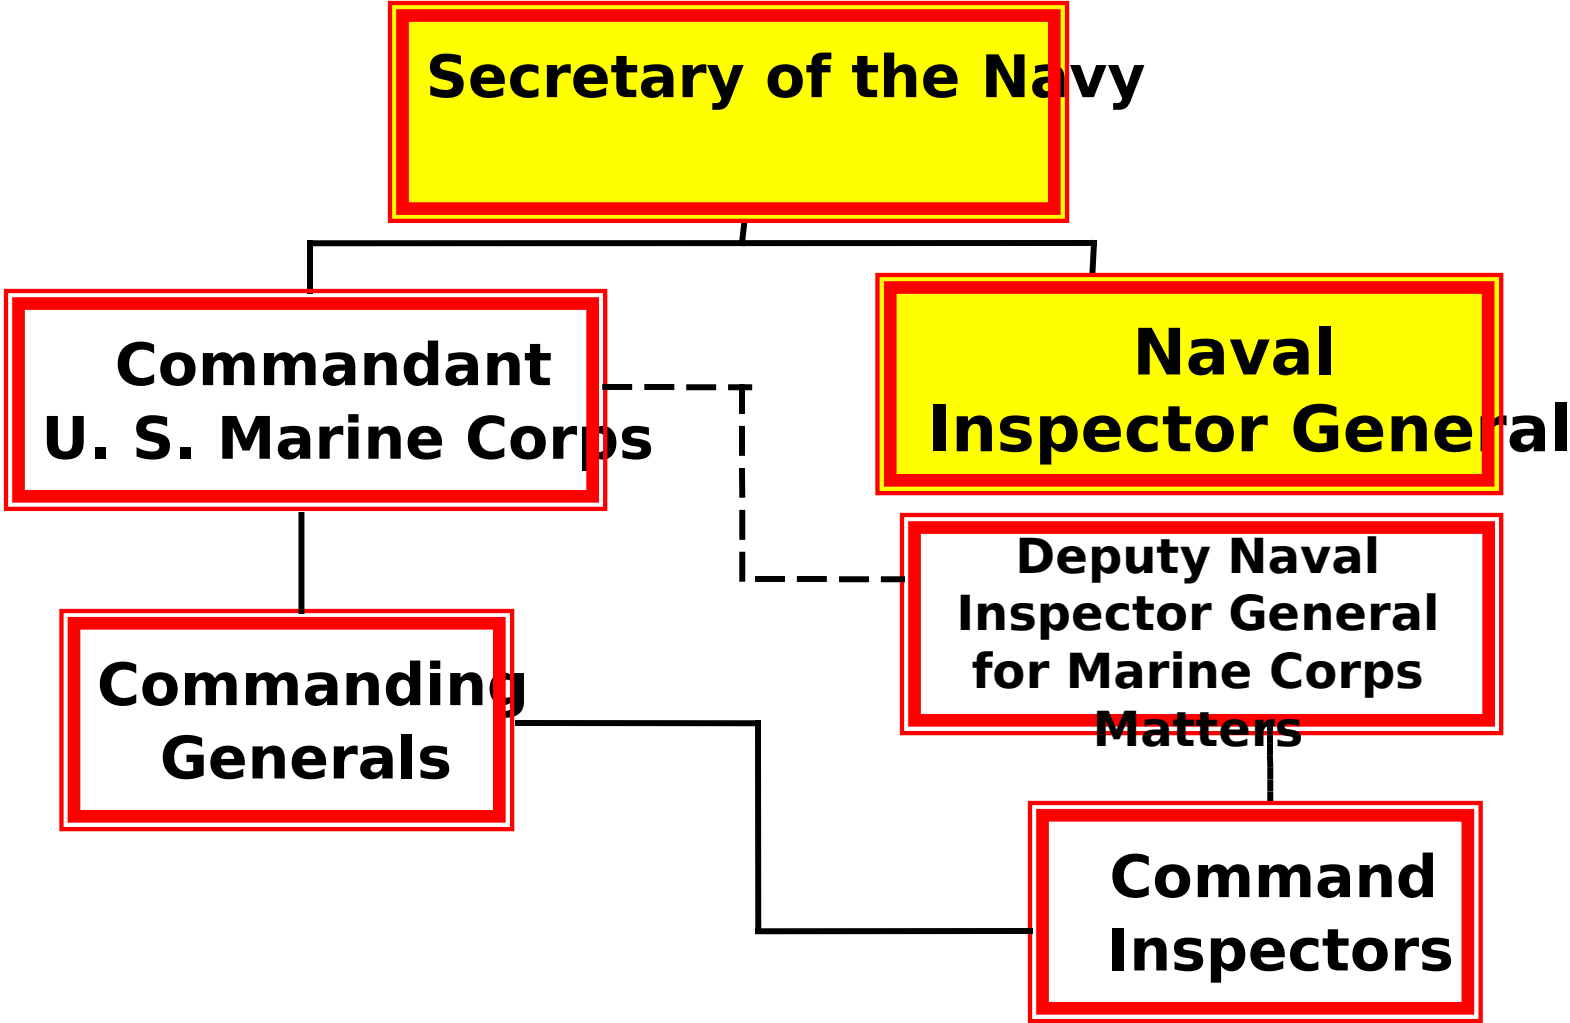 Secretary of the Navy
Commandant
U. S. Marine Corps
Naval
Inspector General
Deputy Naval
Inspector General
for Marine Corps
Matters
Commanding
Generals
Command
Inspectors